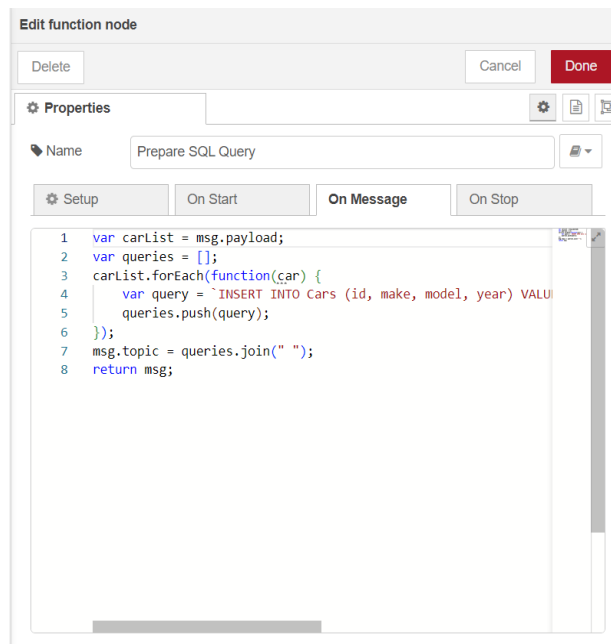 Edit function node
Delete Cancel Done
Properties
Name Prepare SQL Query
Setup On Start On Message On Stop
1 var carList = msg.payload;
2 var queries = [];
3 carList.forEach(function(car) {
4 var query = `INSERT INTO Cars (id, make, model, year) VALU
5 queries.push(query);
6 });
7 msg.topic = queries.join(" ");
8 return msg;